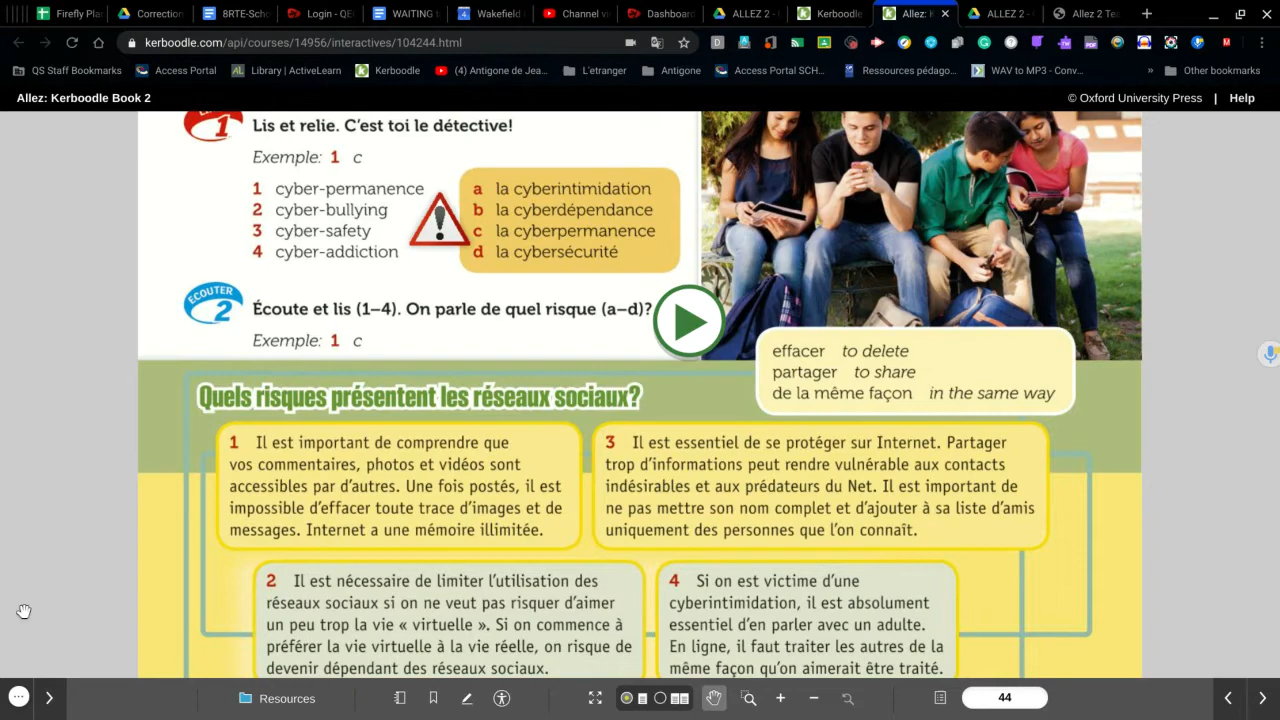 Firefly Pla
Correction
8RTE-Sch
Login - QE
WAITING
Wakefield
Channel vi
Dashboard
ALLEZ 2 -
Kerboodle
Allez: K
ALLEZ 2 -
Allez 2 Te
kerboodle.com/api/courses/14956/interactives/104244.html
QS Staff Bookmarks
Access Portal
Library | ActiveLearn
Kerboodle
(4) Antigone de Jea...
L'etranger
Antigone
Access Portal SCH...
Ressources pédago...
WAV to MP3 - Conv...
»
Other bookmarks
Allez: Kerboodle Book 2
© Oxford University Press | Help
1
Lis et relie. C'est toi le détective!
Exemple: 1 c
1 cyber-permanence
2 cyber-bullying
3 cyber-safety
4 cyber-addiction
a la cyberintimidation
b la cyberdépendance
c la cyberpermanence
d la cybersécurité
ECOUTER
2
Écoute et lis (1–4). On parle de quel risque (a–d)?
Exemple: 1 c
effacer to delete
partager to share
de la même façon in the same way
Quels risques présentent les réseaux sociaux?
1 Il est important de comprendre que
vos commentaires, photos et vidéos sont
accessibles par d'autres. Une fois postés, il est
impossible d'effacer toute trace d'images et de
messages. Internet a une mémoire illimitée.
3 Il est essentiel de se protéger sur Internet. Partager
trop d'informations peut rendre vulnérable aux contacts
indésirables et aux prédateurs du Net. Il est important de
ne pas mettre son nom complet et d'ajouter à sa liste d'amis
uniquement des personnes que l'on connaît.
2 Il est nécessaire de limiter l'utilisation des
réseaux sociaux si on ne veut pas risquer d'aimer
un peu trop la vie « virtuelle ». Si on commence à
préférer la vie virtuelle à la vie réelle, on risque de
devenir dépendant des réseaux sociaux.
4 Si on est victime d'une
cyberintimidation, il est absolument
essentiel d'en parler avec un adulte.
En ligne, il faut traiter les autres de la
même façon qu'on aimerait être traité.
Resources
44